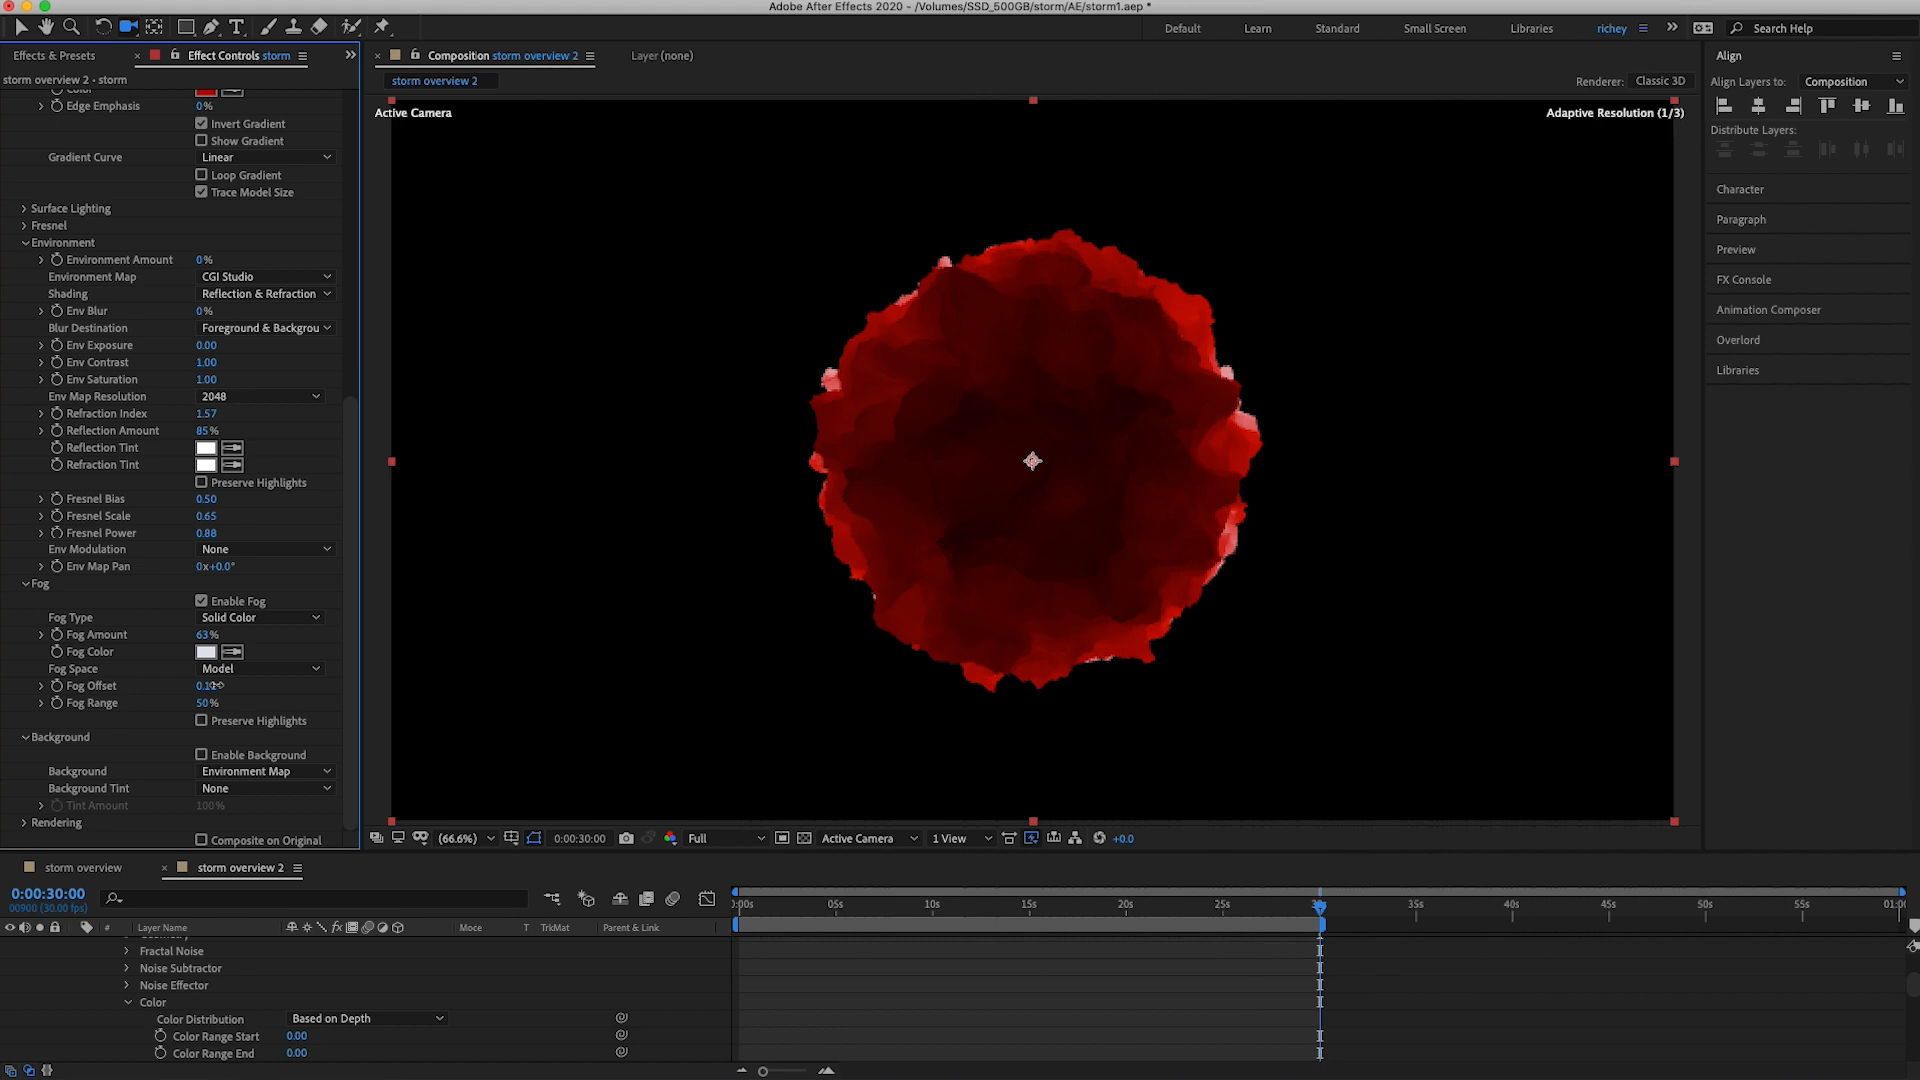 Adobe After Effects 2020 - /Volumes/SSD_500GB/storm/AE/storm1.aep *
Default
Learn
Standard
Small Screen
Libraries
richey
Search Help
Effects & Presets
Effect Controls storm
Composition storm overview 2
Layer (none)
Align
storm overview 2 - storm
storm overview 2
Renderer: Classic 3D
Align Layers to: Composition
Color
Edge Emphasis 0%
Active Camera
Adaptive Resolution (1/3)
Invert Gradient
Show Gradient
Distribute Layers:
Gradient Curve Linear
Loop Gradient
Trace Model Size
Character
Surface Lighting
Paragraph
Fresnel
Environment
Preview
Environment Amount 0%
Environment Map CGI Studio
FX Console
Shading Reflection & Refraction
Env Blur 0%
Animation Composer
Blur Destination Foreground & Backgrou
Env Exposure 0.00
Overlord
Env Contrast 1.00
Libraries
Env Saturation 1.00
Env Map Resolution 2048
Refraction Index 1.57
Reflection Amount 85%
Reflection Tint
Refraction Tint
Preserve Highlights
Fresnel Bias 0.50
Fresnel Scale 0.65
Fresnel Power 0.88
Env Modulation None
Env Map Pan 0x+0.0°
Fog
Enable Fog
Fog Type Solid Color
Fog Amount 63%
Fog Color
Fog Space Model
Fog Offset
Fog Range 50%
Preserve Highlights
Background
Enable Background
Background Environment Map
Background Tint None
Tint Amount 100%
Rendering
Composite on Original
(66.6%)
0:00:30:00
Full
Active Camera
1 View
+0.0
storm overview
storm overview 2
0:00:30:00
00900 (30.00 fps)
0:00s 05s 10s 15s 20s 25s 35s 40s 45s 50s 55s
# Layer Name fx Moce T TrkMat Parent & Link
Fractal Noise
Noise Subtractor
Noise Effector
Color
Color Distribution Based on Depth
Color Range Start 0.00
Color Range End 0.00